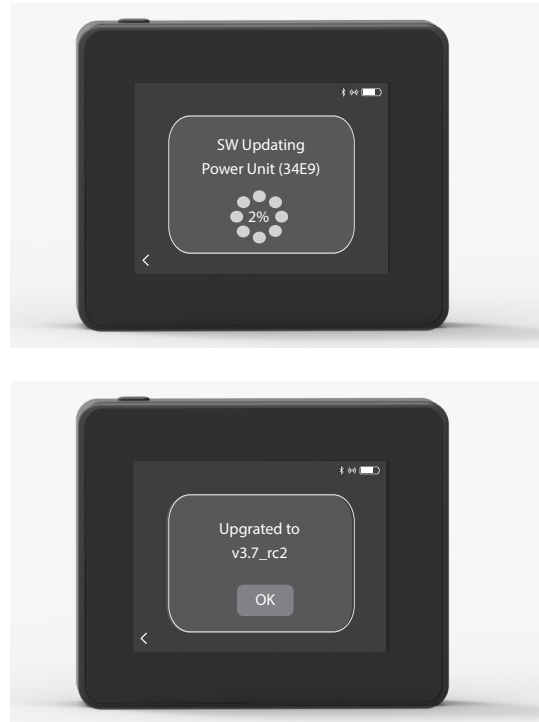 SW Updating
Power Unit (34E9)
2%
Upgrated to
v3.7_rc2
OK